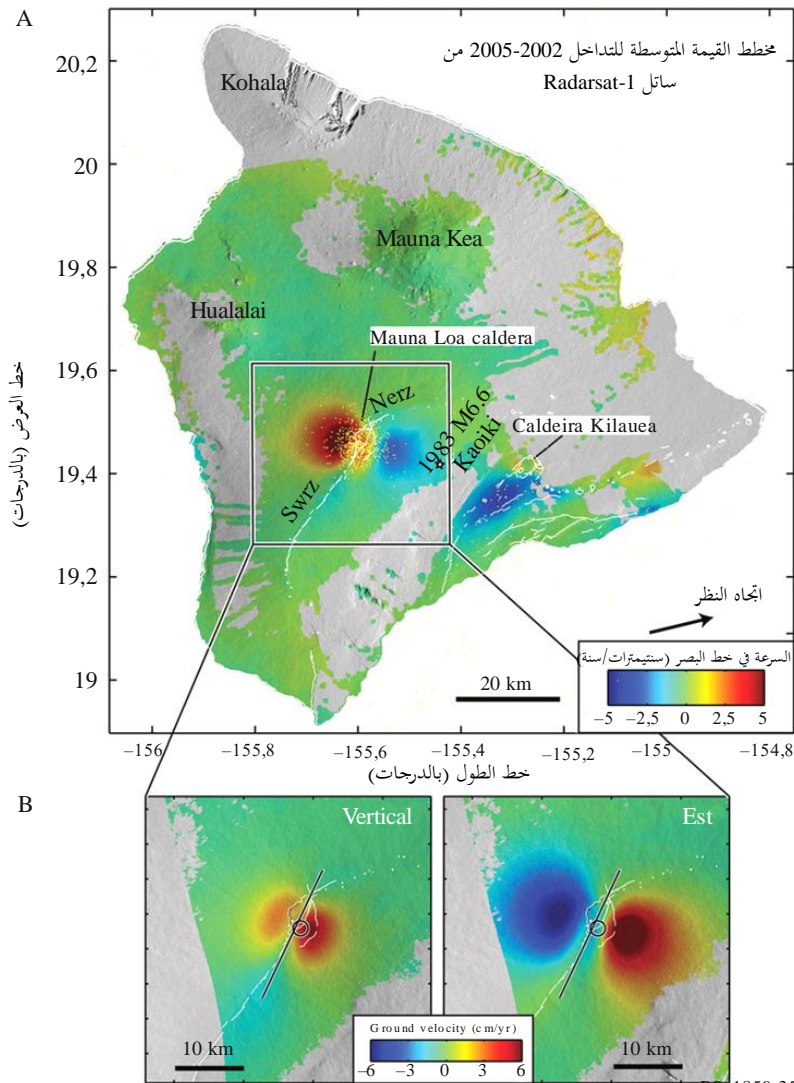 A
مخطط القيمة المتوسطة للتداخل 2002-2005 من
ساتل Radarsat-1
20,2
20
19,8
19,6
19,4
19,2
19
خط العرض (بالدرجات)
Kohala
Mauna Kea
Hualalai
Mauna Loa caldera
Nerz
1983 M6.6
Kaoiki
Caldeira Kilauea
Swrz
اتجاه النظر
السرعة في خط البصر (سنتيمترات/سنة)
−5 −2,5 0 2,5 5
20 km
−156 −155,8 −155,6 −155,4 −155,2 −155 −154,8
خط الطول (بالدرجات)
B
Vertical
Est
Ground velocity (cm/yr)
−6 −3 0 3 6
10 km
10 km